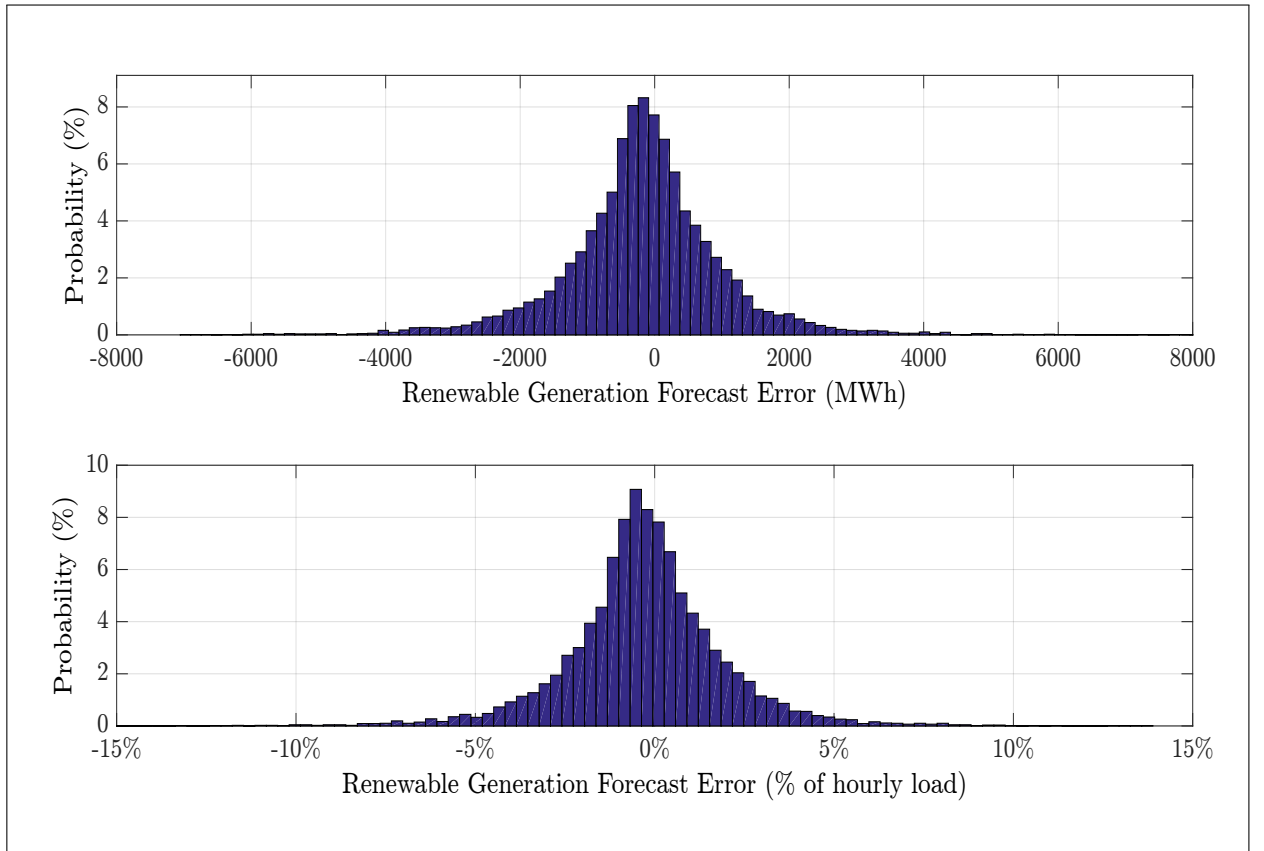 Probability (%)
8
6
4
2
0
-8000 -6000 -4000 -2000 0 2000 4000 6000 8000
Renewable Generation Forecast Error (MWh)
Probability (%)
10
8
6
4
2
0
-15% -10% -5% 0% 5% 10% 15%
Renewable Generation Forecast Error (% of hourly load)